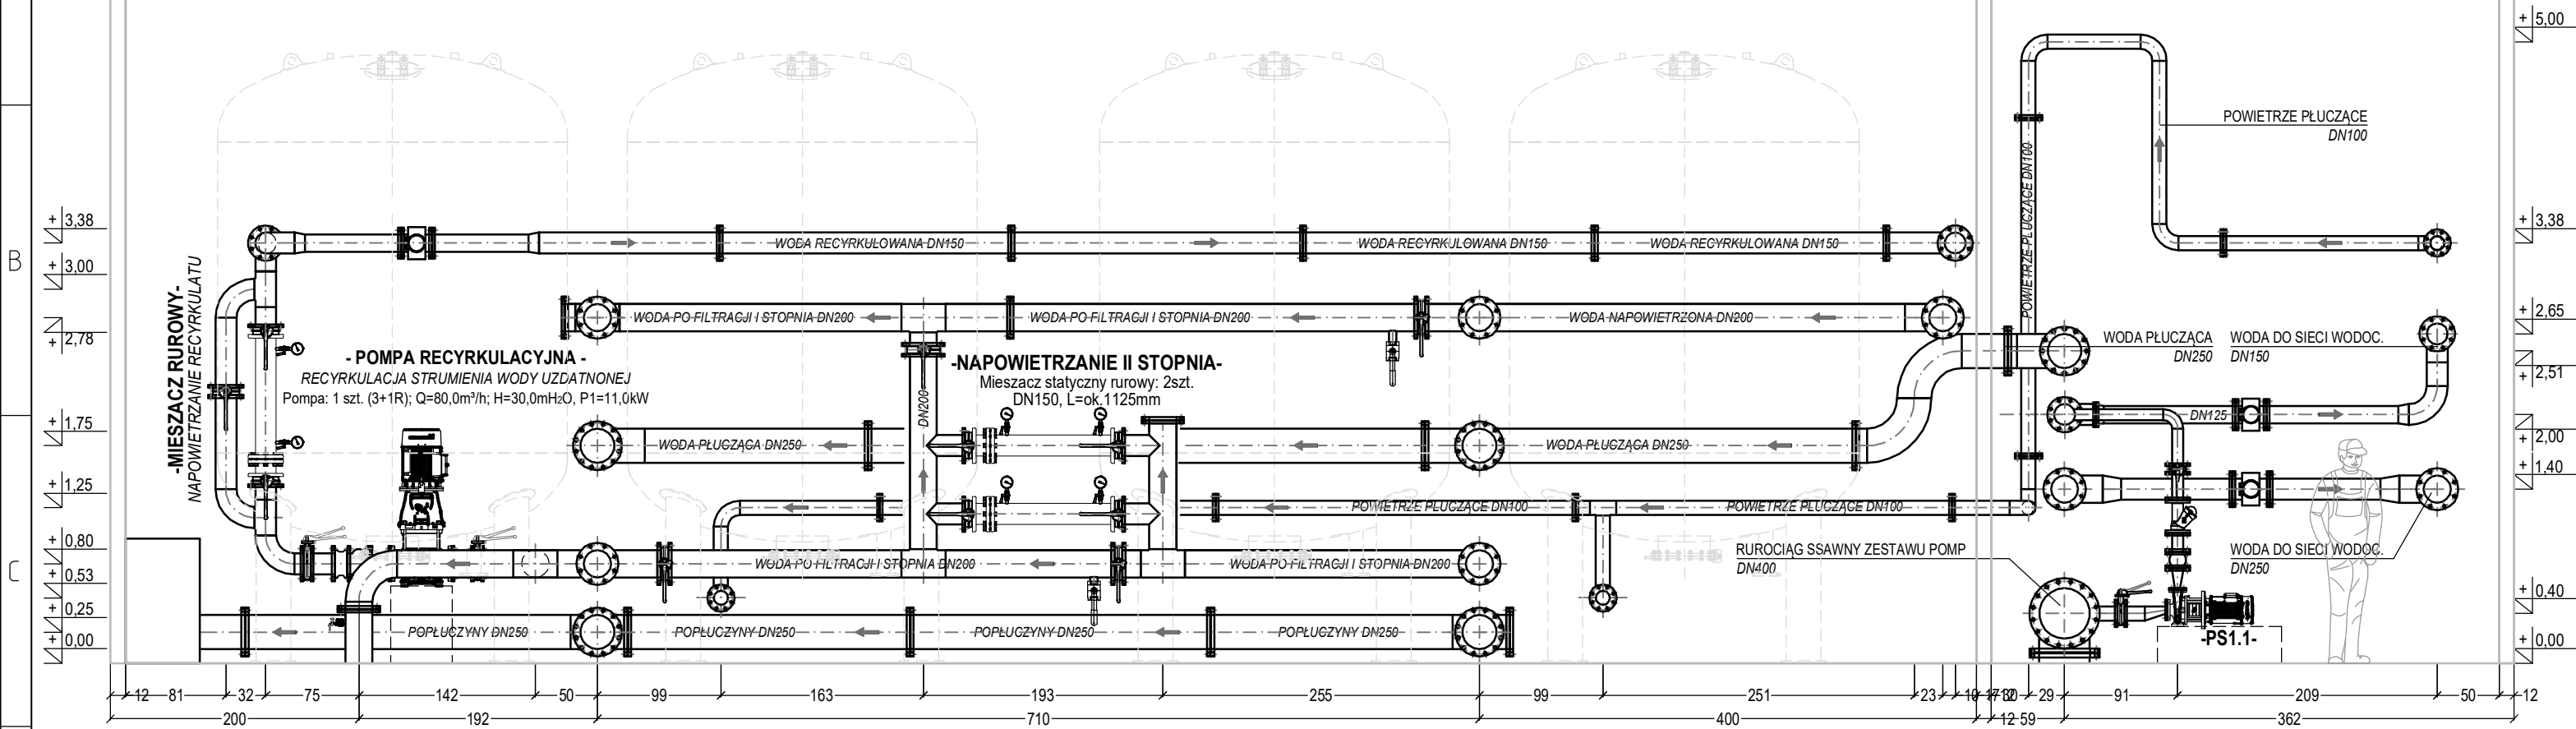 + 5,00
POWIETRZE PŁUCZĄCE
DN100
B
+ 3,38
+ 3,00
+ 2,78
+ 1,75
+ 1,25
+ 0,80
+ 0,53
+ 0,25
+ 0,00
C
-MIESZACZ RUROWY-
NAPOWIETRZANIE RECYRKULATU
WODA RECYRKULOWANA DN150
WODA RECYRKULOWANA DN150
WODA RECYRKULOWANA DN150
POWIETRZE PŁUCZĄCE DN100
WODA PO FILTRACJI I STOPNIA DN200
WODA PO FILTRACJI I STOPNIA DN200
WODA NAPOWIETRZONA DN200
- POMPA RECYRKULACYJNA -
RECYRKULACJA STRUMIENIA WODY UZDATNONEJ
Pompa: 1 szt. (3+1R); Q=80,0m³/h; H=30,0mH2O, P1=11,0kW
-NAPOWIETRZANIE II STOPNIA-
Mieszacz statyczny rurowy: 2szt.
DN150, L=ok.1125mm
DN200
WODA PŁUCZĄCA
DN250
WODA DO SIECI WODOC.
DN150
DN125
WODA PŁUCZĄCA DN250
WODA PŁUCZĄCA DN250
POWIETRZE PŁUCZĄCE DN100
POWIETRZE PŁUCZĄCE DN100
RUROCIĄG SSAWNY ZESTAWU POMP
DN400
WODA DO SIECI WODOC.
DN250
WODA PO FILTRACJI I STOPNIA DN200
WODA PO FILTRACJI I STOPNIA DN200
POPŁUCZYNY DN250
POPŁUCZYNY DN250
POPŁUCZYNY DN250
POPŁUCZYNY DN250
-PS1.1-
+ 3,38
+ 2,65
+ 2,51
+ 2,00
+ 1,40
+ 0,40
+ 0,00
12 81 32 75 142 50 99 163 193 255 99 251 23 29 91 209 50 12
200 192 710 400 12 59 362